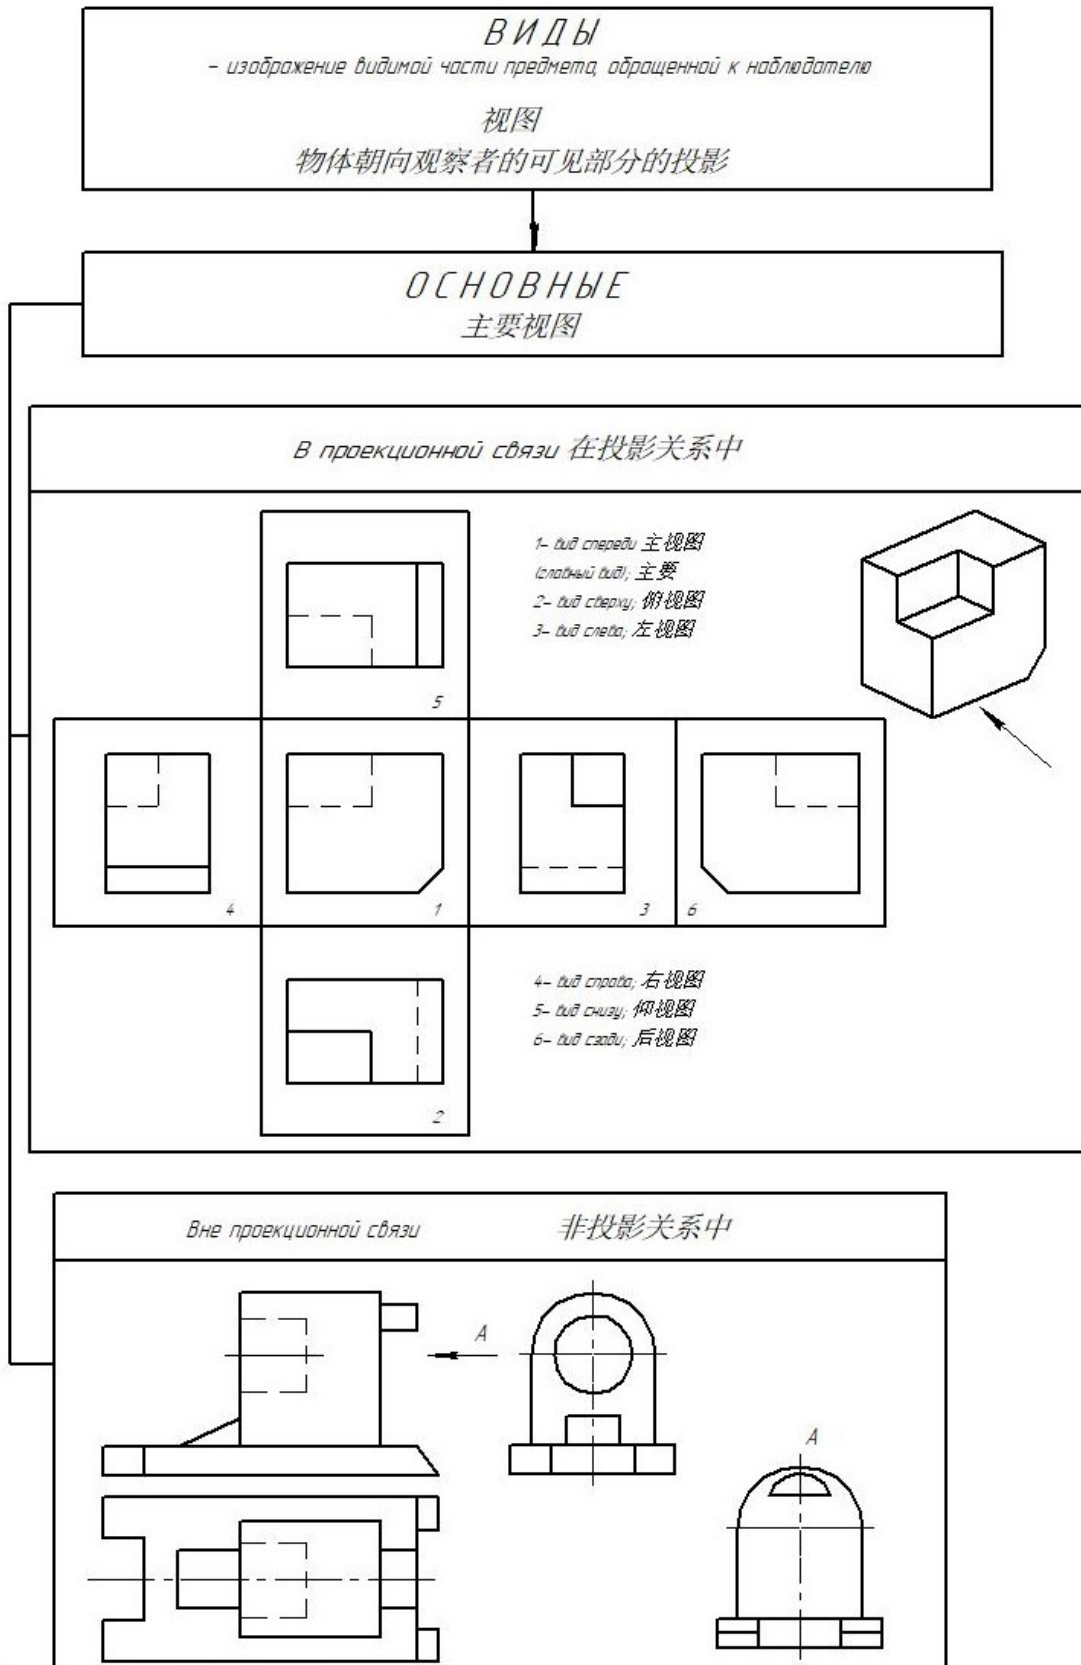 ВИДЫ
– изображение видимой части предмета, обращенной к наблюдателю
视图
物体朝向观察者的可见部分的投影
ОСНОВНЫЕ
主要视图
В проекционной связи 在投影关系中
1– вид спереди 主视图
(главный вид); 主要
2– вид сверху; 俯视图
3– вид слева; 左视图
5
4
1
3
6
4– вид справа; 右视图
5– вид снизу; 仰视图
6– вид сзади; 后视图
2
Вне проекционной связи 非投影关系中
А
А